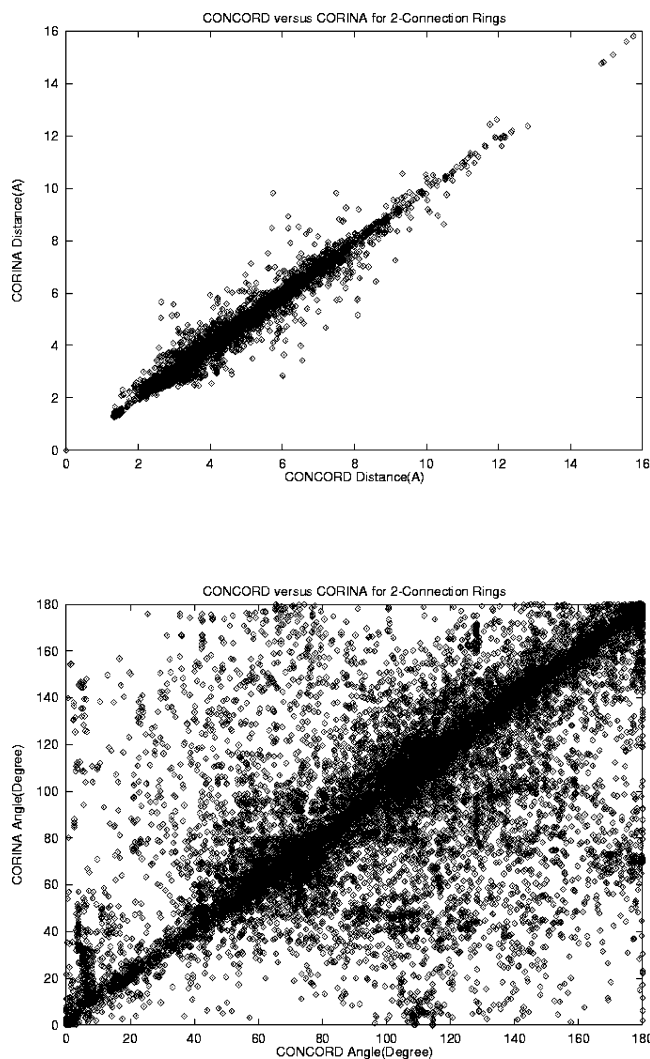 CONCORD versus CORINA for 2-Connection Rings
16
14
12
10
8
6
4
2
0
CORINA Distance(A)
0 2 4 6 8 10 12 14 16
CONCORD Distance(A)
CONCORD versus CORINA for 2-Connection Rings
180
160
140
120
100
80
60
40
20
0
CORINA Angle(Degree)
0 20 40 60 80 100 120 140 160 180
CONCORD Angle(Degree)